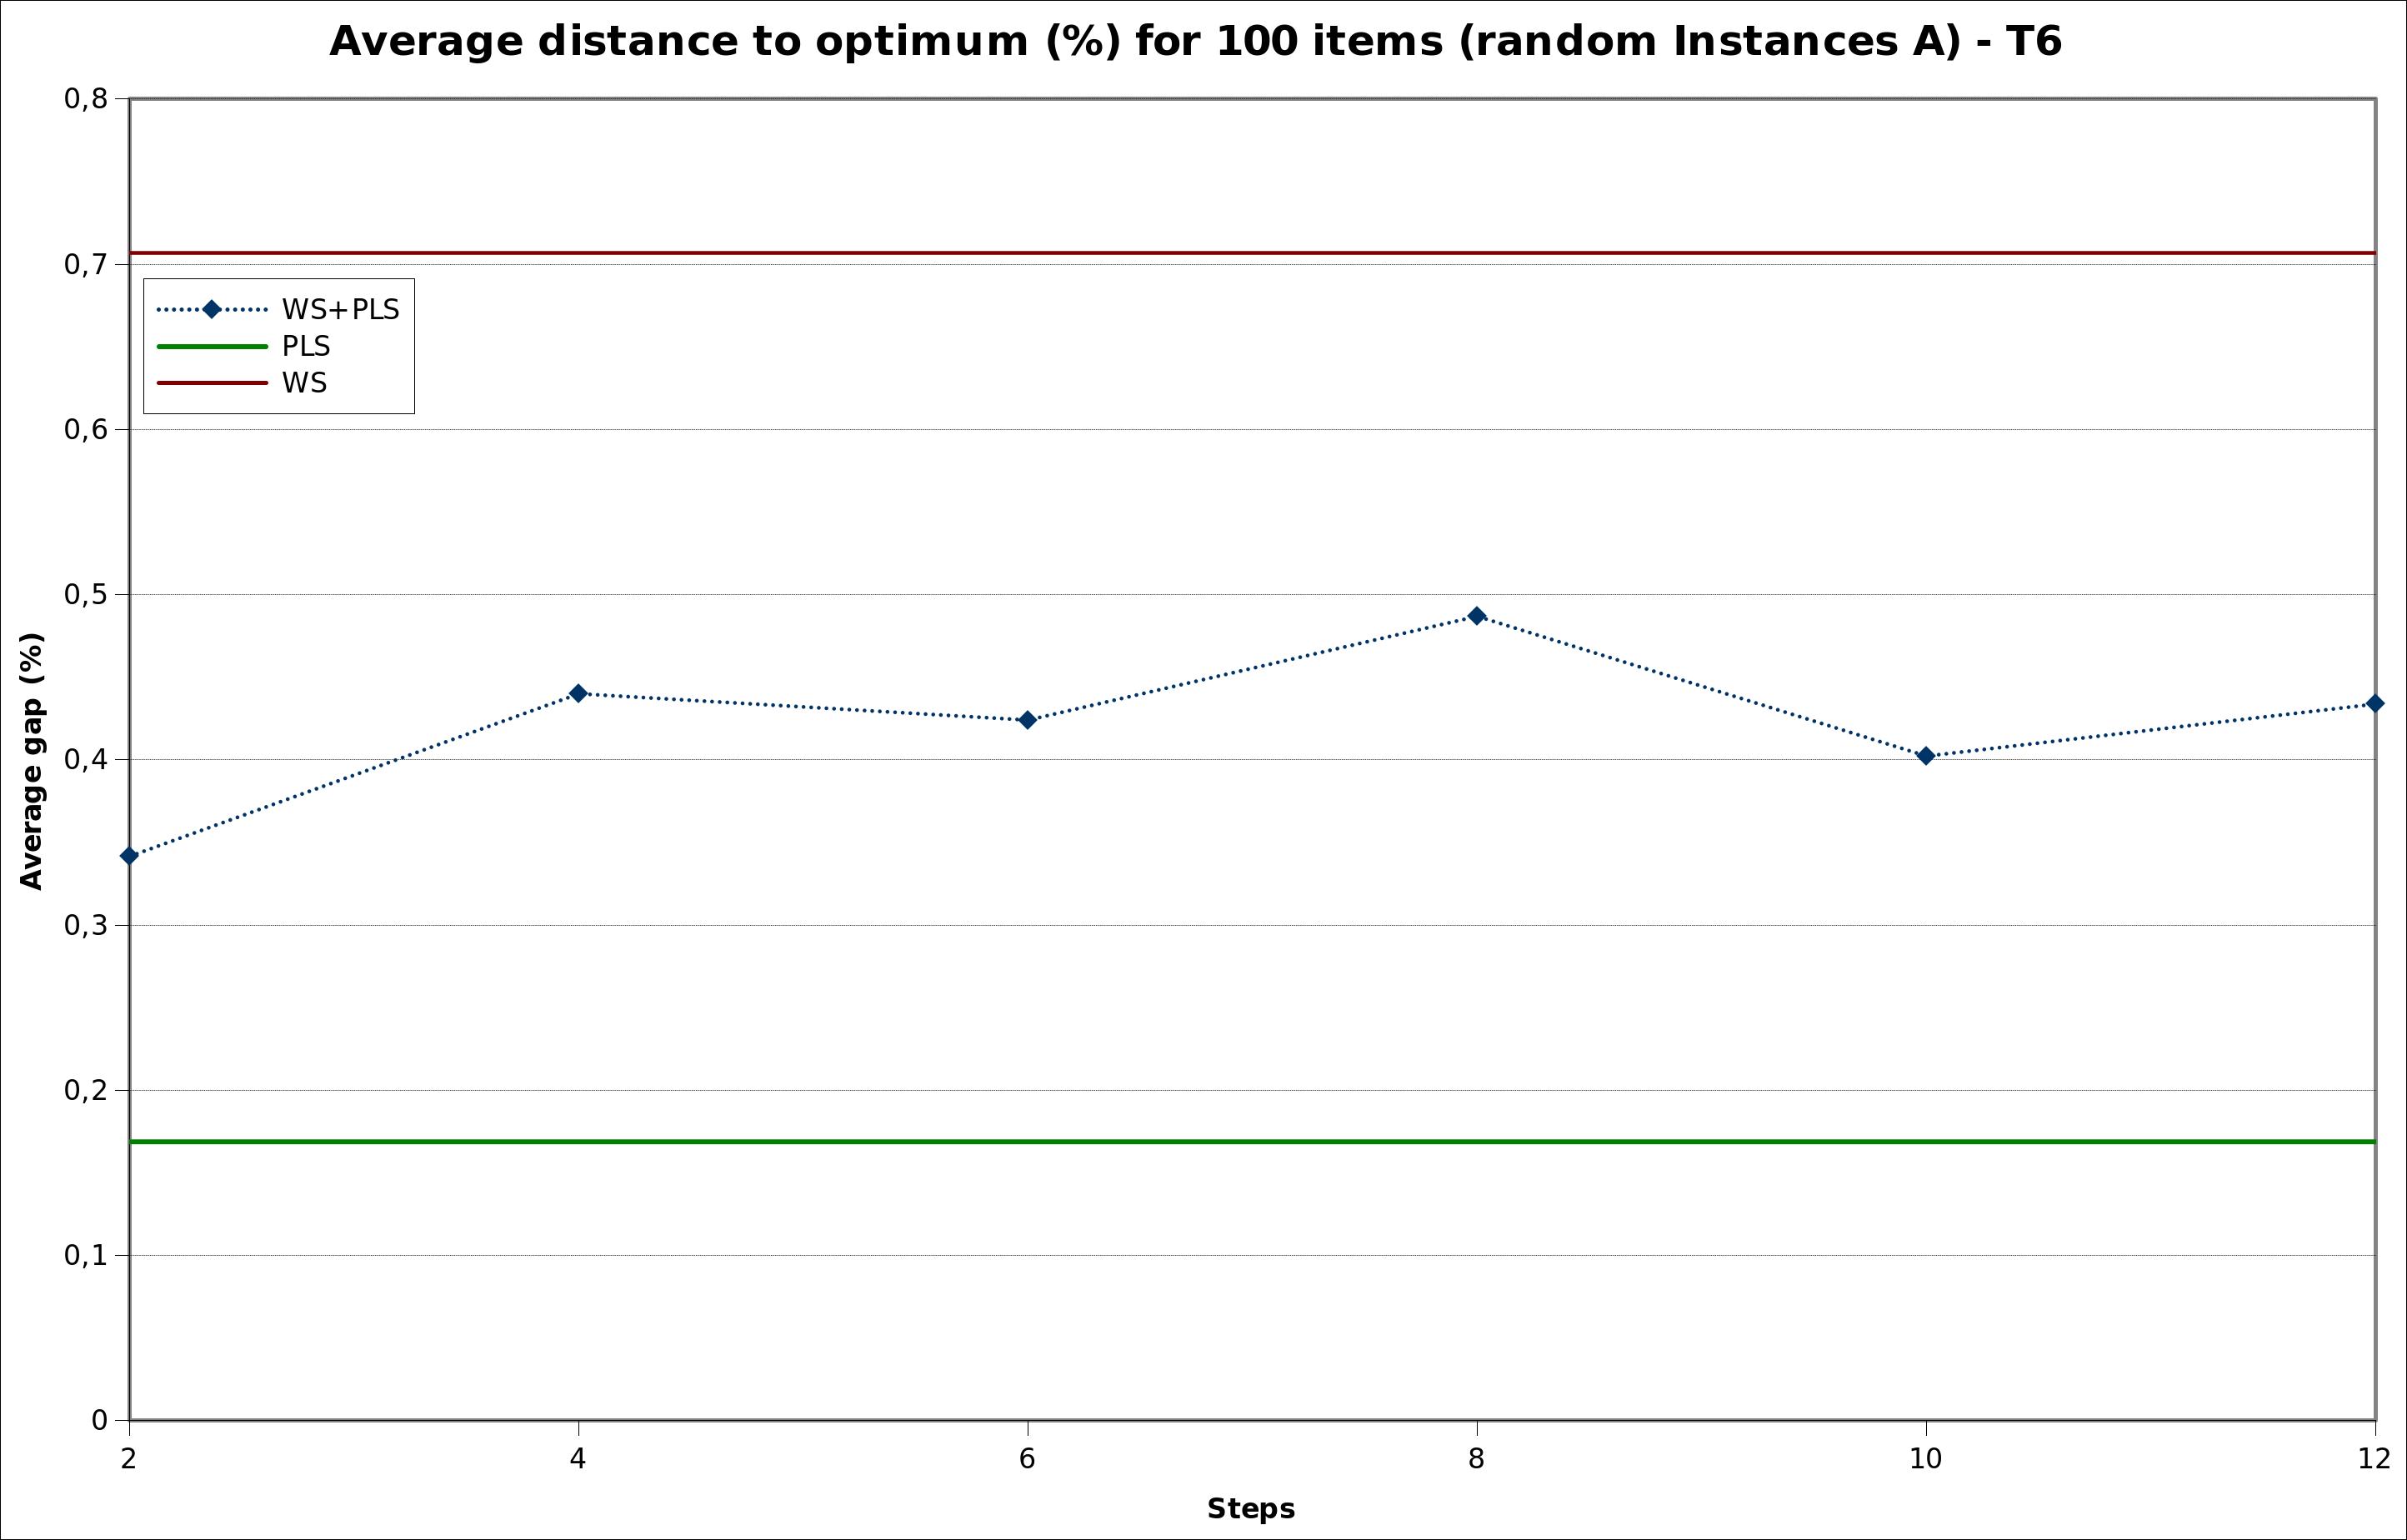 Average distance to optimum (%) for 100 items (random Instances A) - T6
0,8
0,7
WS+PLS
PLS
WS
0,6
0,5
0,4
0,3
0,2
0,1
0
Average gap (%)
2 4 6 8 10 12
Steps